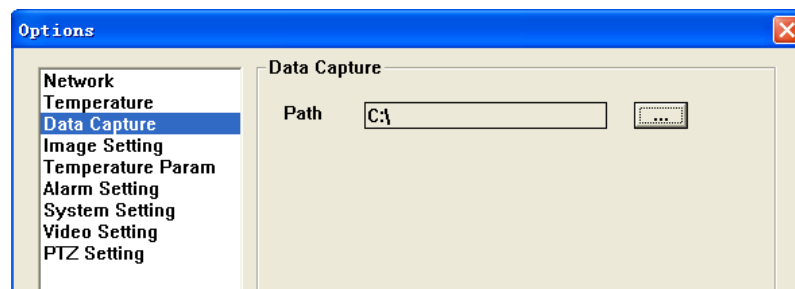 Options
Network
Temperature
Data Capture
Image Setting
Temperature Param
Alarm Setting
System Setting
Video Setting
PTZ Setting
Data Capture
Path C:\ ...